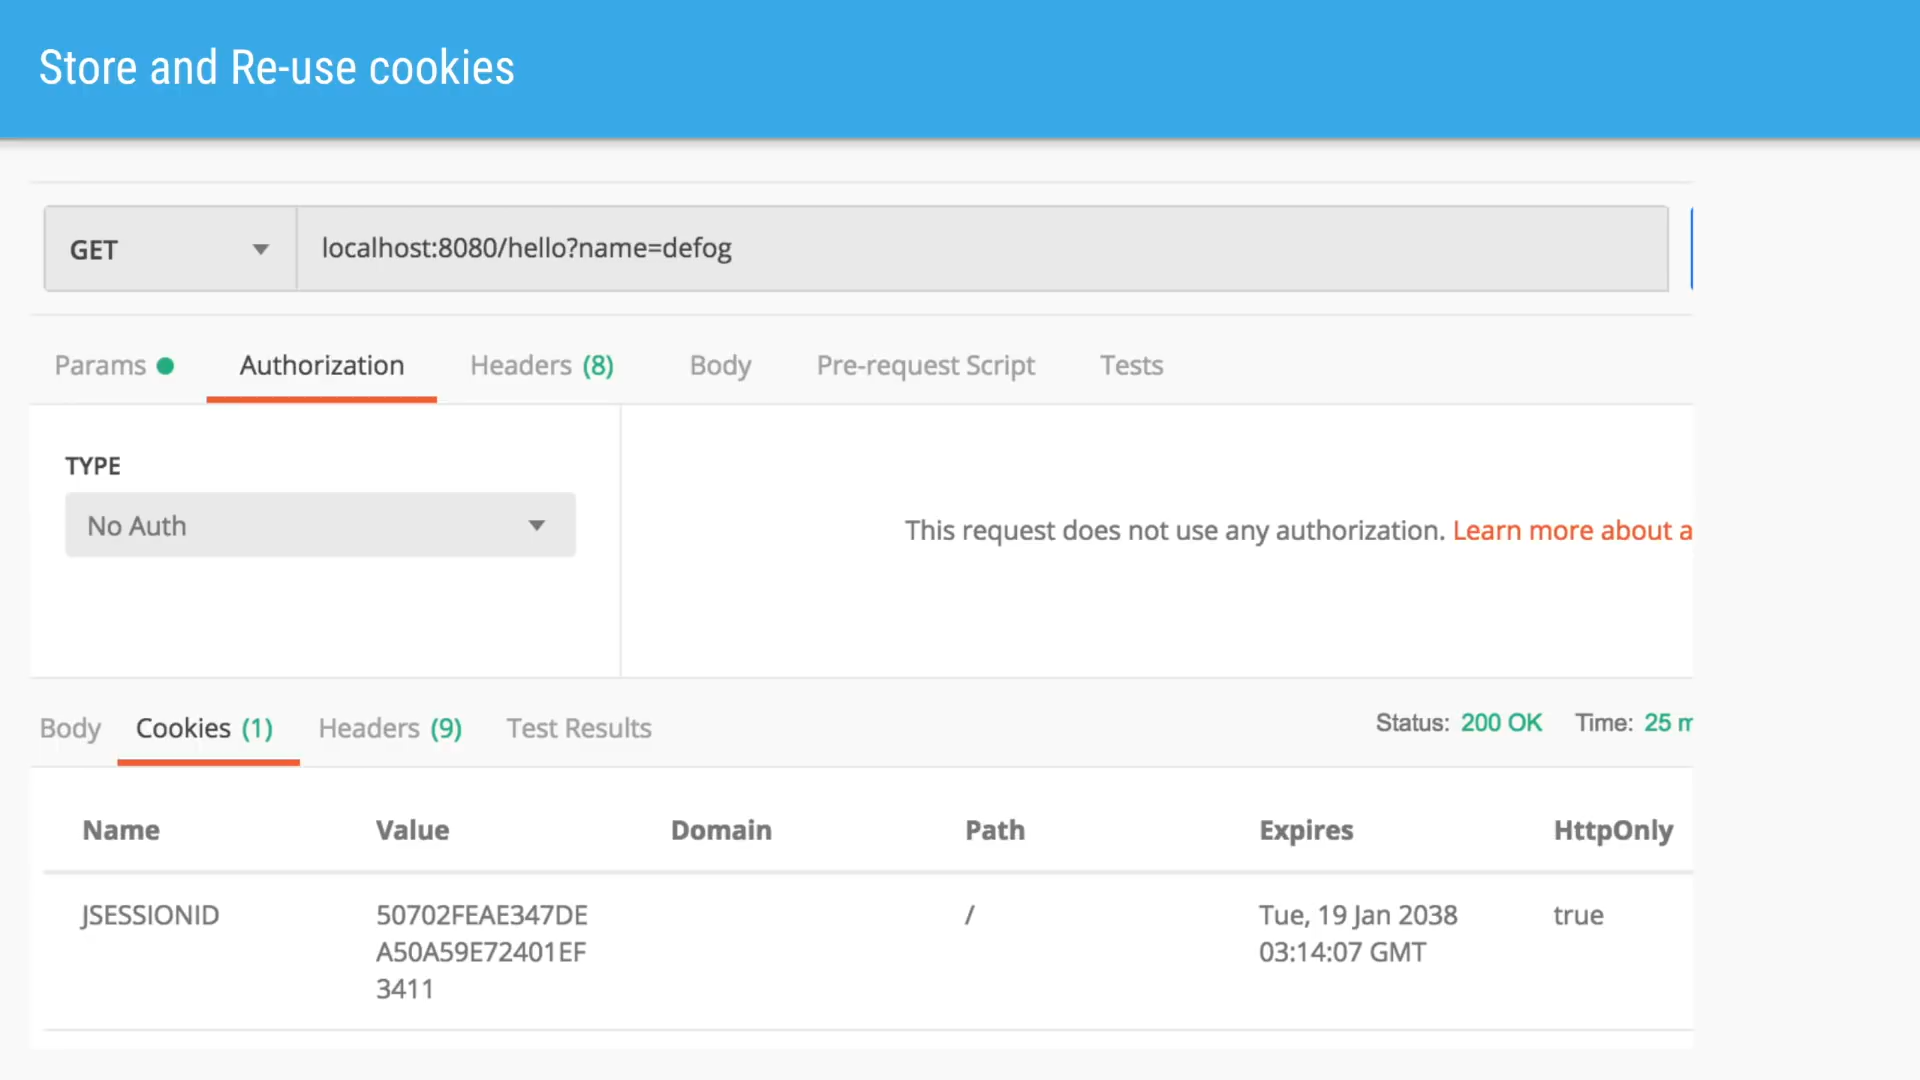 Store and Re-use cookies
GET localhost:8080/hello?name=defog
Params Authorization Headers (8) Body Pre-request Script Tests
TYPE
No Auth
This request does not use any authorization. Learn more about a
Body Cookies (1) Headers (9) Test Results Status: 200 OK Time: 25 m
Name Value Domain Path Expires HttpOnly
JSESSIONID 50702FEAE347DE / Tue, 19 Jan 2038 true
A50A59E72401EF 03:14:07 GMT
3411